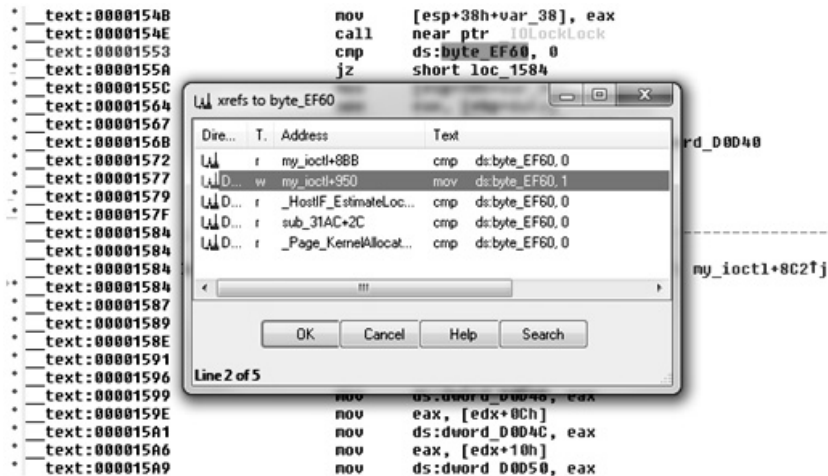 __text:0000154B mov [esp+38h+var_38], eax
__text:0000154E call near ptr _IOLockLock
__text:00001553 cmp ds:byte_EF60, 0
__text:0000155A jz short loc_1584
__text:0000155C
__text:00001564
__text:00001567
__text:0000156B rd_D0D40
__text:00001572
__text:00001577
__text:00001579
__text:0000157F
__text:00001584
__text:00001584
__text:00001584 my_ioctl+8C2↑j
__text:00001584
__text:00001587
__text:00001589
__text:0000158E
__text:00001591
__text:00001596
__text:00001599 mov ds:dword_D0D48, eax
__text:0000159E mov eax, [edx+0Ch]
__text:000015A1 mov ds:dword_D0D4C, eax
__text:000015A6 mov eax, [edx+10h]
__text:000015A9 mov ds:dword_D0D50, eax
xrefs to byte_EF60
Dire... T. Address Text
r my_ioctl+8BB cmp ds:byte_EF60, 0
D... w my_ioctl+950 mov ds:byte_EF60, 1
D... r _HostIF_EstimateLoc... cmp ds:byte_EF60, 0
D... r sub_31AC+2C cmp ds:byte_EF60, 0
D... r _Page_KernelAllocat... cmp ds:byte_EF60, 0
OK Cancel Help Search
Line 2 of 5